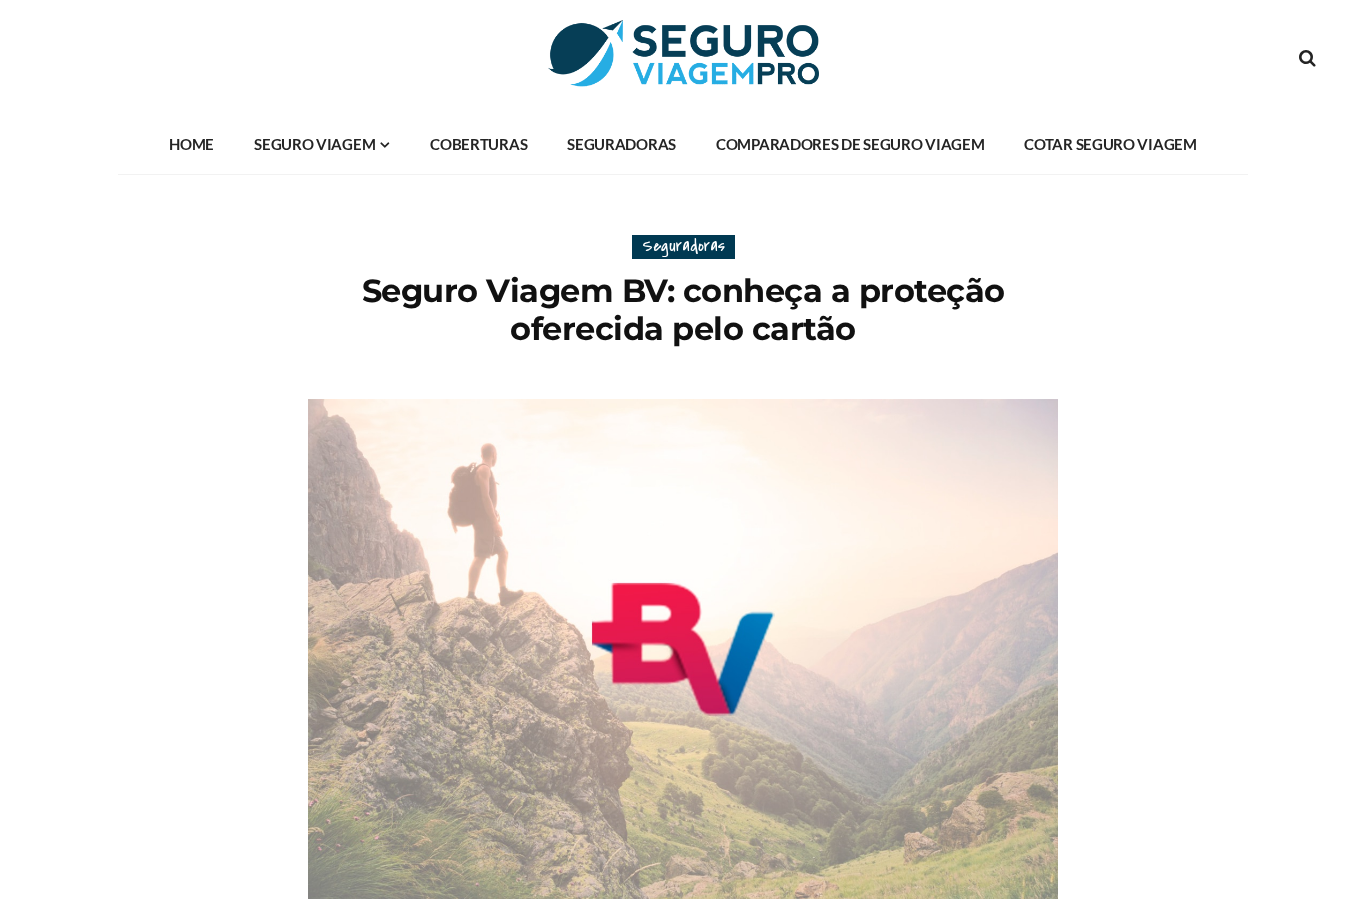 SEGURO
VIAGEMPRO
HOME
SEGURO VIAGEM
COBERTURAS
SEGURADORAS
COMPARADORES DE SEGURO VIAGEM
COTAR SEGURO VIAGEM
Seguradoras
Seguro Viagem BV: conheça a proteção
oferecida pelo cartão
BV